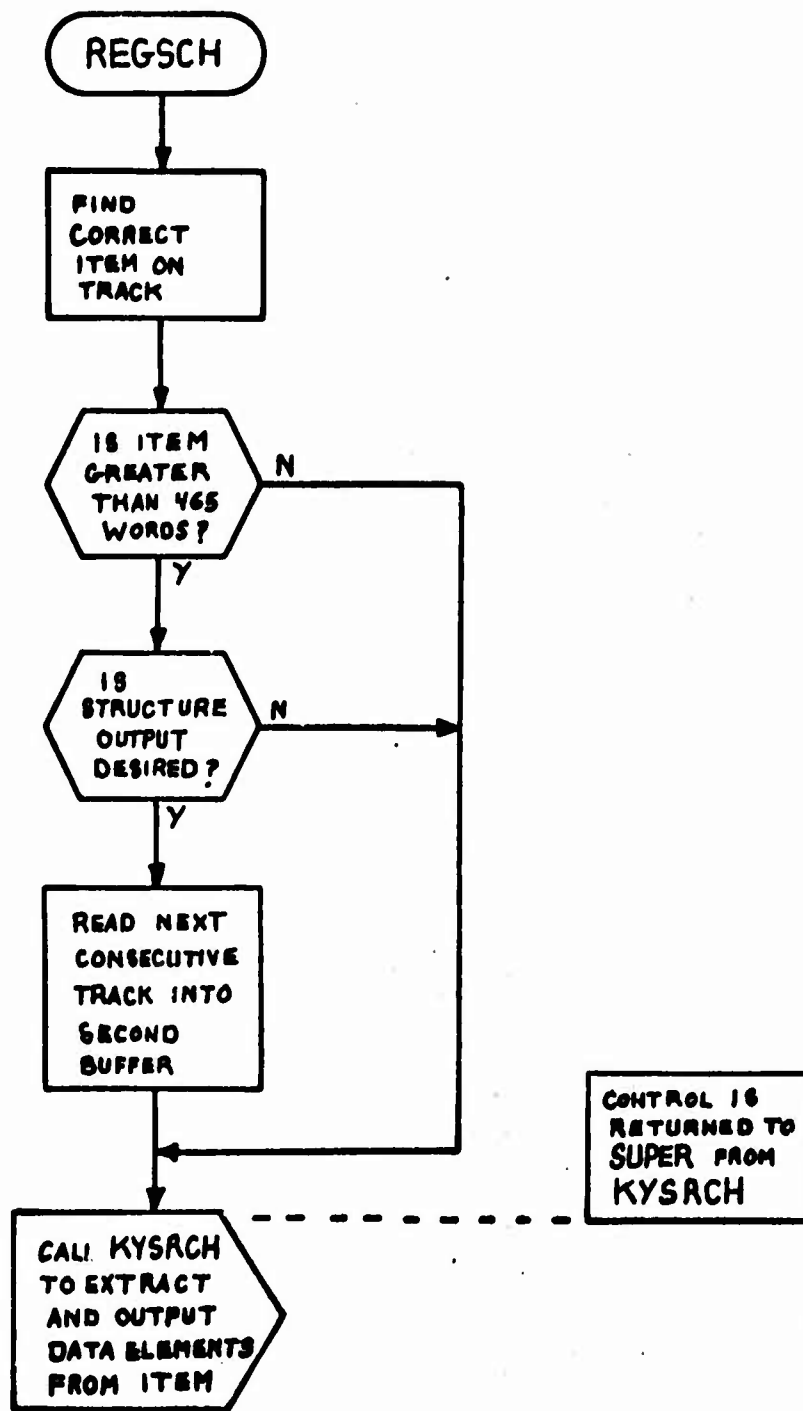 REGSCH
FIND
CORRECT
ITEM ON
TRACK
IS ITEM
GREATER
THAN 465
WORDS?
N
Y
IS
STRUCTURE
OUTPUT
DESIRED?
N
Y
READ NEXT
CONSECUTIVE
TRACK INTO
SECOND
BUFFER
CONTROL IS
RETURNED TO
SUPER FROM
KYSRCH
CALL KYSRCH
TO EXTRACT
AND OUTPUT
DATA ELEMENTS
FROM ITEM